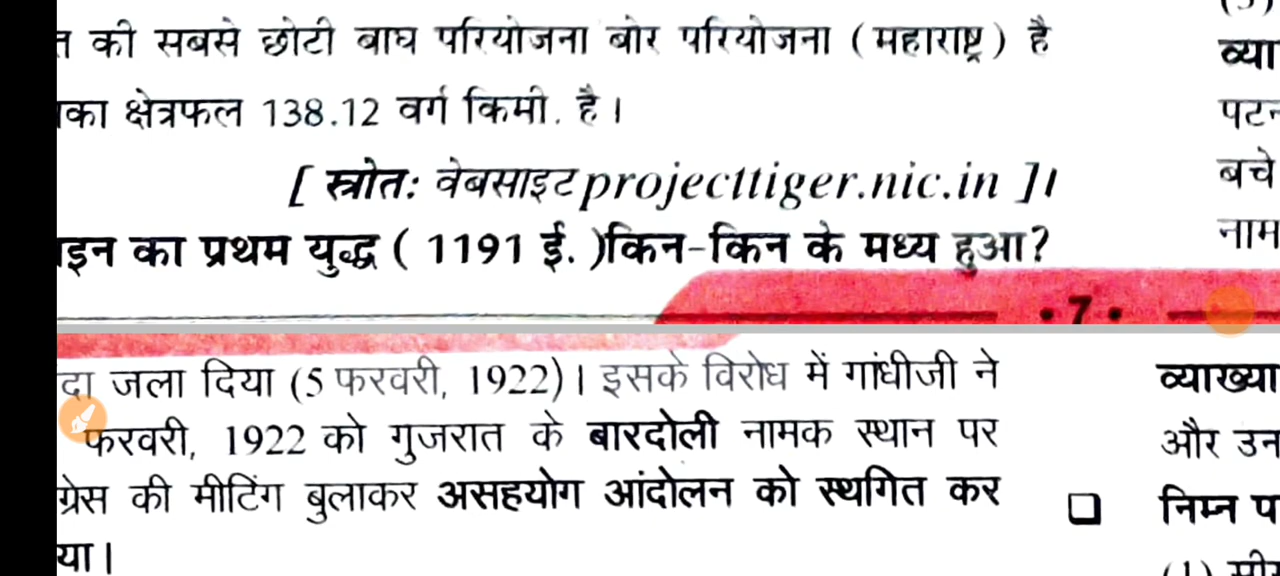 त की सबसे छोटी बाघ परियोजना बोर परियोजना (महाराष्ट्र) है
का क्षेत्रफल 138.12 वर्ग किमी. है।
[ स्त्रोत: वेबसाइट projecttiger.nic.in ]।
इन का प्रथम युद्ध ( 1191 ई. )किन-किन के मध्य हुआ?
• 7 •
व्या
पटन
बचे
नाम
दा जला दिया (5 फरवरी, 1922)। इसके विरोध में गांधीजी ने
फरवरी, 1922 को गुजरात के बारदोली नामक स्थान पर
ग्रेस की मीटिंग बुलाकर असहयोग आंदोलन को स्थगित कर
या।
व्याख्या
और उन
निम्न प